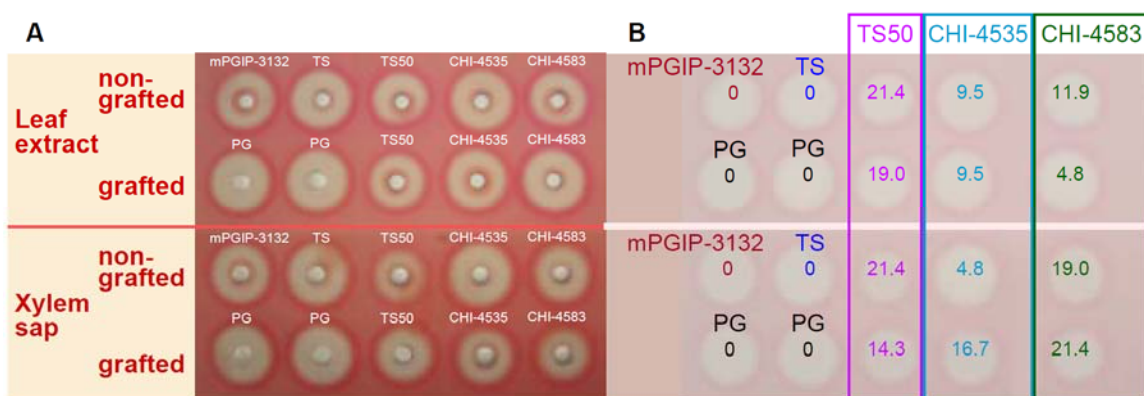 A
B
TS50 CHI-4535 CHI-4583
non-
grafted
mPGIP-3132 TS TS50 CHI-4535 CHI-4583
mPGIP-3132 TS
0 0 21.4 9.5 11.9
Leaf
extract
PG PG TS50 CHI-4535 CHI-4583
PG PG
grafted
0 0 19.0 9.5 4.8
non-
grafted
mPGIP-3132 TS TS50 CHI-4535 CHI-4583
mPGIP-3132 TS
0 0 21.4 4.8 19.0
Xylem
sap
PG PG TS50 CHI-4535 CHI-4583
PG PG
grafted
0 0 14.3 16.7 21.4